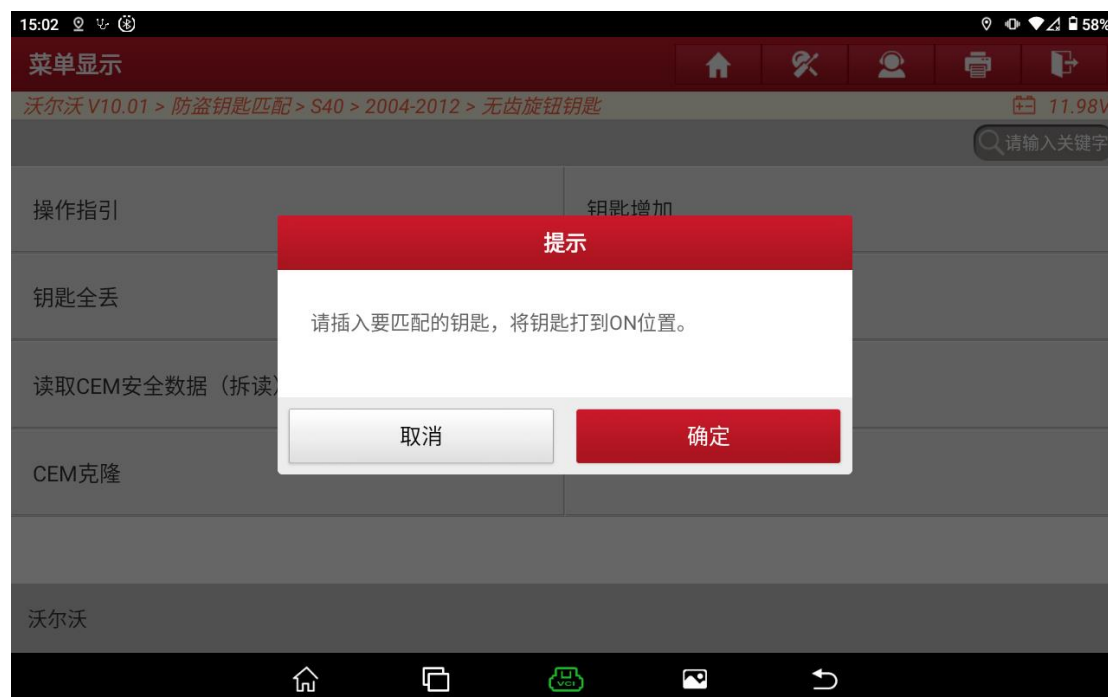 15:02
58%
菜单显示
沃尔沃 V10.01 > 防盗钥匙匹配 > S40 > 2004-2012 > 无齿旋钮钥匙
11.98V
请输入关键字
操作指引
钥匙增加
提示
钥匙全丢
请插入要匹配的钥匙，将钥匙打到ON位置。
读取CEM安全数据（拆读）
取消
确定
CEM克隆
沃尔沃
VCI